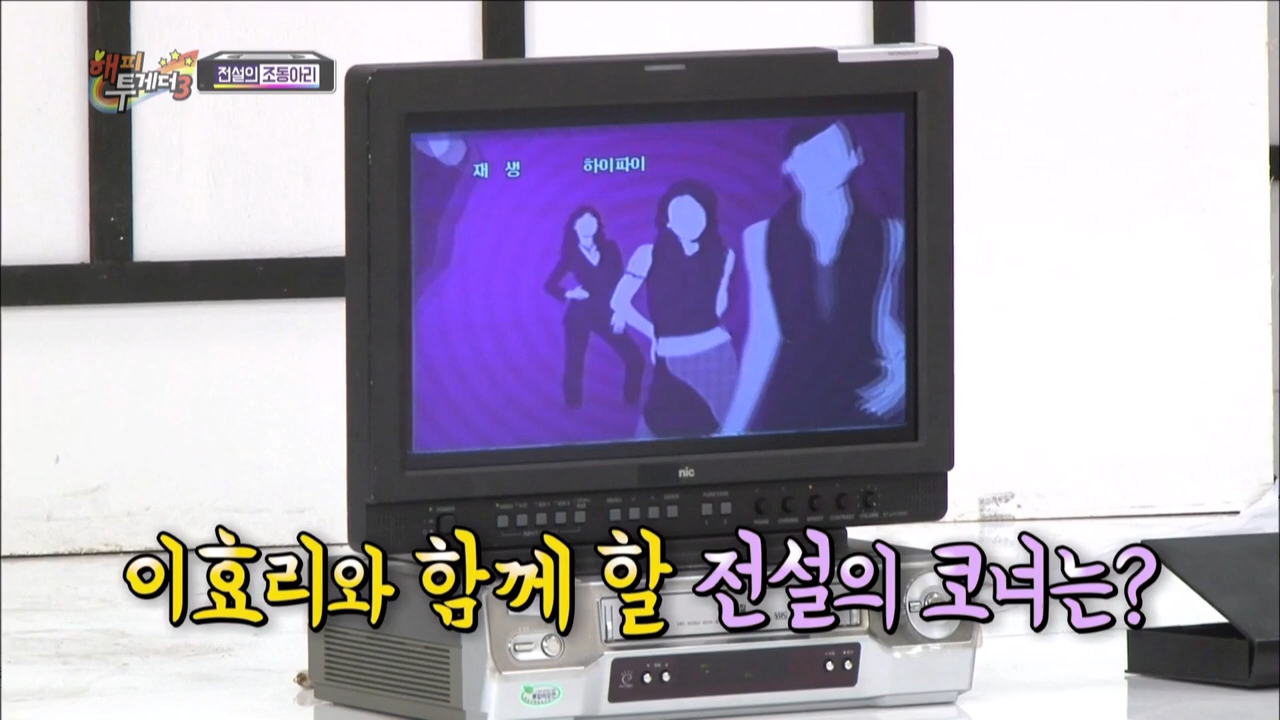 해피
투게더3
전설의 조동아리
재 생 하이파이
nic
이효리와 함께 할 전설의 코너는?